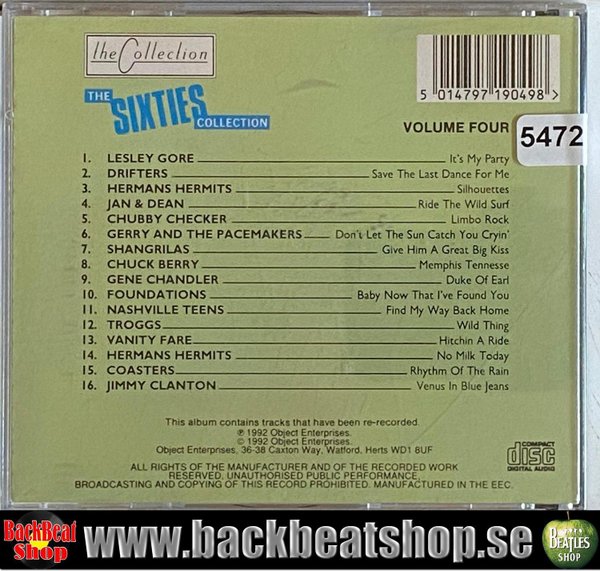 the Collection
5 014797 190498 >
THE SIXTIES COLLECTION
VOLUME FOUR
5472
1. LESLEY GORE It's My Party
2. DRIFTERS Save The Last Dance For Me
3. HERMANS HERMITS Silhouettes
4. JAN & DEAN Ride The Wild Surf
5. CHUBBY CHECKER Limbo Rock
6. GERRY AND THE PACEMAKERS Don't Let The Sun Catch You Cryin'
7. SHANGRILAS Give Him A Great Big Kiss
8. CHUCK BERRY Memphis Tennesse
9. GENE CHANDLER Duke Of Earl
10. FOUNDATIONS Baby Now That I've Found You
11. NASHVILLE TEENS Find My Way Back Home
12. TROGGS Wild Thing
13. VANITY FARE Hitchin A Ride
14. HERMANS HERMITS No Milk Today
15. COASTERS Rhythm Of The Rain
16. JIMMY CLANTON Venus In Blue Jeans
This album contains tracks that have been re-recorded.
℗ 1992 Object Enterprises.
© 1992 Object Enterprises.
Object Enterprises, 36-38 Caxton Way, Watford, Herts WD1 8UF
COMPACT
disc
DIGITAL AUDIO
ALL RIGHTS OF THE MANUFACTURER AND OF THE RECORDED WORK
RESERVED. UNAUTHORISED PUBLIC PERFORMANCE,
BROADCASTING AND COPYING OF THIS RECORD PROHIBITED. MANUFACTURED IN THE EEC.
BackBeat
Shop
www.backbeatshop.se
BEATLES
SHOP